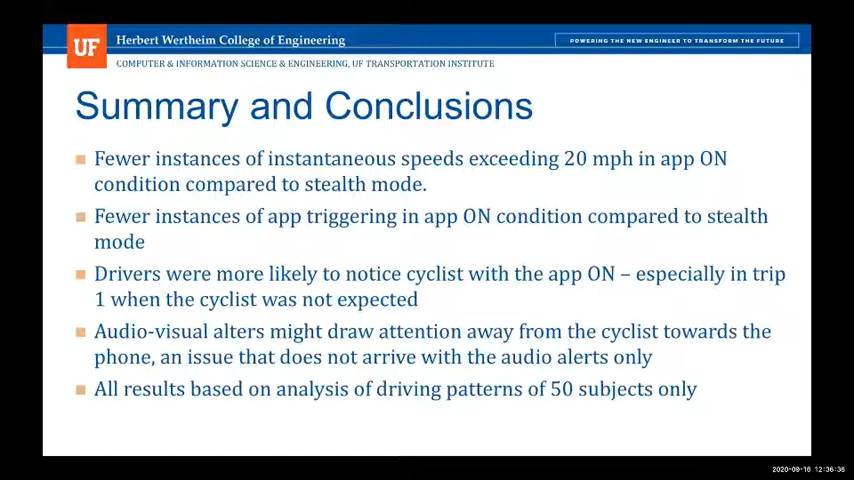 UF
Herbert Wertheim College of Engineering
POWERING THE NEW ENGINEER TO TRANSFORM THE FUTURE
COMPUTER & INFORMATION SCIENCE & ENGINEERING, UF TRANSPORTATION INSTITUTE
Summary and Conclusions
Fewer instances of instantaneous speeds exceeding 20 mph in app ON
condition compared to stealth mode.
Fewer instances of app triggering in app ON condition compared to stealth
mode
Drivers were more likely to notice cyclist with the app ON – especially in trip
1 when the cyclist was not expected
Audio-visual alters might draw attention away from the cyclist towards the
phone, an issue that does not arrive with the audio alerts only
All results based on analysis of driving patterns of 50 subjects only
2020-09-16 12:36:36